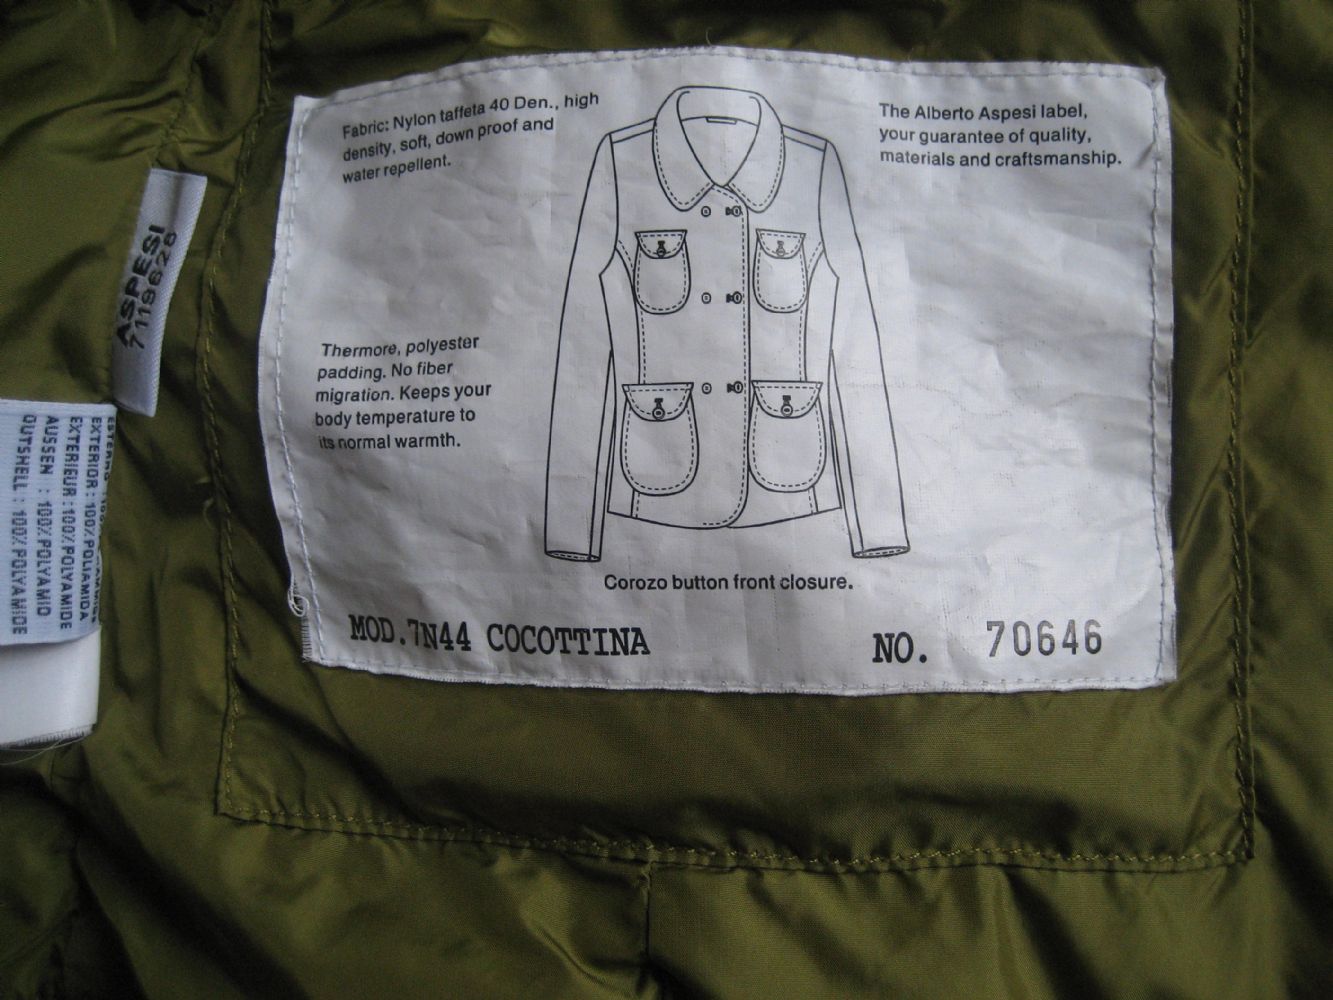 Fabric: Nylon taffeta 40 Den., high
density, soft, down proof and
water repellent.
The Alberto Aspesi label,
your guarantee of quality,
materials and craftsmanship.
Thermore, polyester
padding. No fiber
migration. Keeps your
body temperature to
its normal warmth.
Corozo button front closure.
MOD.7N44 COCOTTINA
NO. 70646
ASPESI
7119628
EXTERIOR : 100%POLIAMIDA
EXTERIEUR : 100%POLYAMIDE
AUSSEN : 100%POLYAMID
OUTSHELL : 100%POLYAMIDE